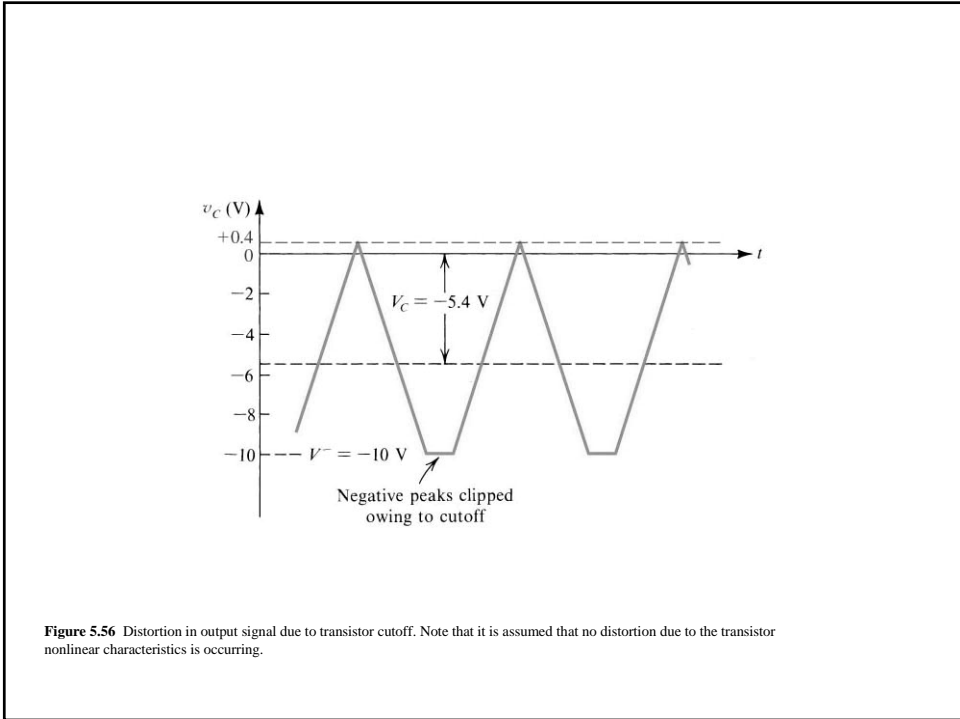 v_C (V)
+0.4
0
t
−2
V_C = −5.4 V
−4
−6
−8
−10
V⁻ = −10 V
Negative peaks clipped
owing to cutoff
Figure 5.56 Distortion in output signal due to transistor cutoff. Note that it is assumed that no distortion due to the transistor
nonlinear characteristics is occurring.